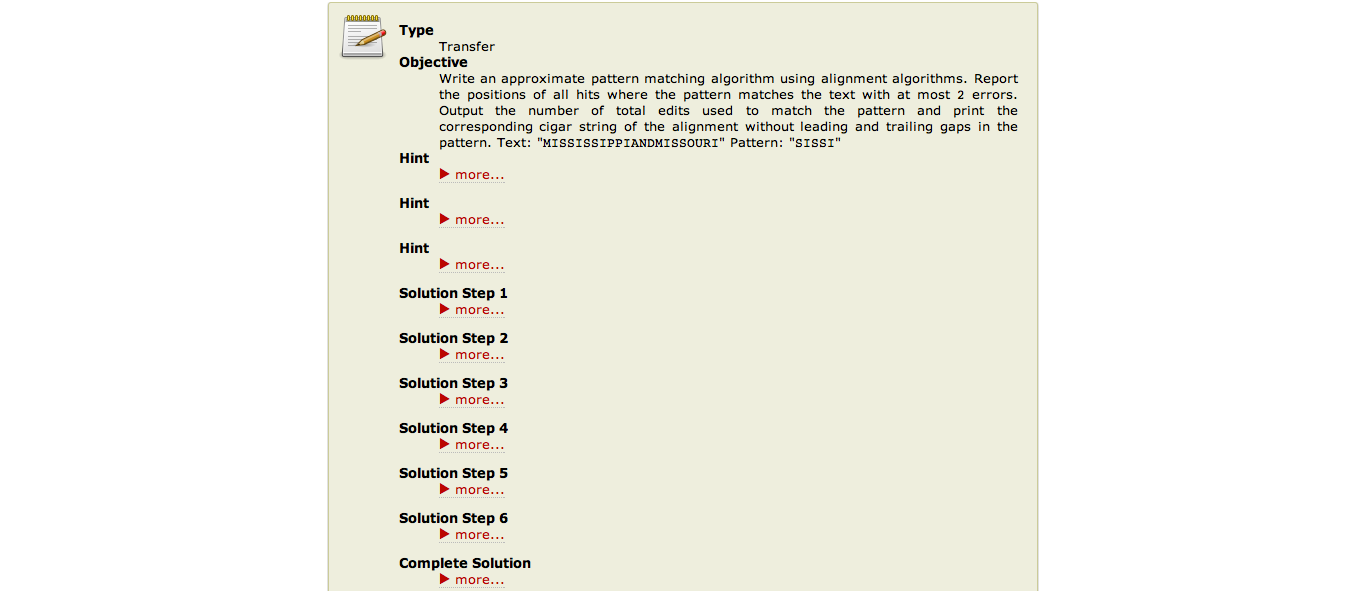 Type
Transfer
Objective
Write an approximate pattern matching algorithm using alignment algorithms. Report
the positions of all hits where the pattern matches the text with at most 2 errors.
Output the number of total edits used to match the pattern and print the
corresponding cigar string of the alignment without leading and trailing gaps in the
pattern. Text: "MISSISSIPPIANDMISSOURI" Pattern: "SISSI"
Hint
more...
Hint
more...
Hint
more...
Solution Step 1
more...
Solution Step 2
more...
Solution Step 3
more...
Solution Step 4
more...
Solution Step 5
more...
Solution Step 6
more...
Complete Solution
more...